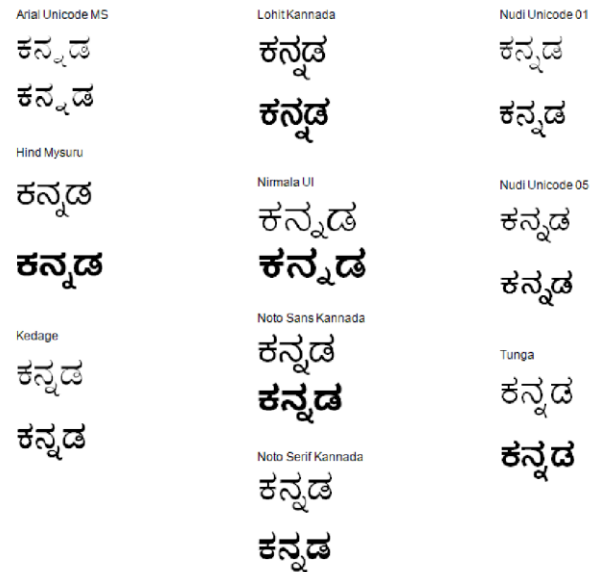 Arial Unicode MS
ಕನ್ನಡ
ಕನ್ನಡ
Hind Mysuru
ಕನ್ನಡ
ಕನ್ನಡ
Kedage
ಕನ್ನಡ
ಕನ್ನಡ
Lohit Kannada
ಕನ್ನಡ
ಕನ್ನಡ
Nirmala UI
ಕನ್ನಡ
ಕನ್ನಡ
Noto Sans Kannada
ಕನ್ನಡ
ಕನ್ನಡ
Noto Serif Kannada
ಕನ್ನಡ
ಕನ್ನಡ
Nudi Unicode 01
ಕನ್ನಡ
ಕನ್ನಡ
Nudi Unicode 05
ಕನ್ನಡ
ಕನ್ನಡ
Tunga
ಕನ್ನಡ
ಕನ್ನಡ